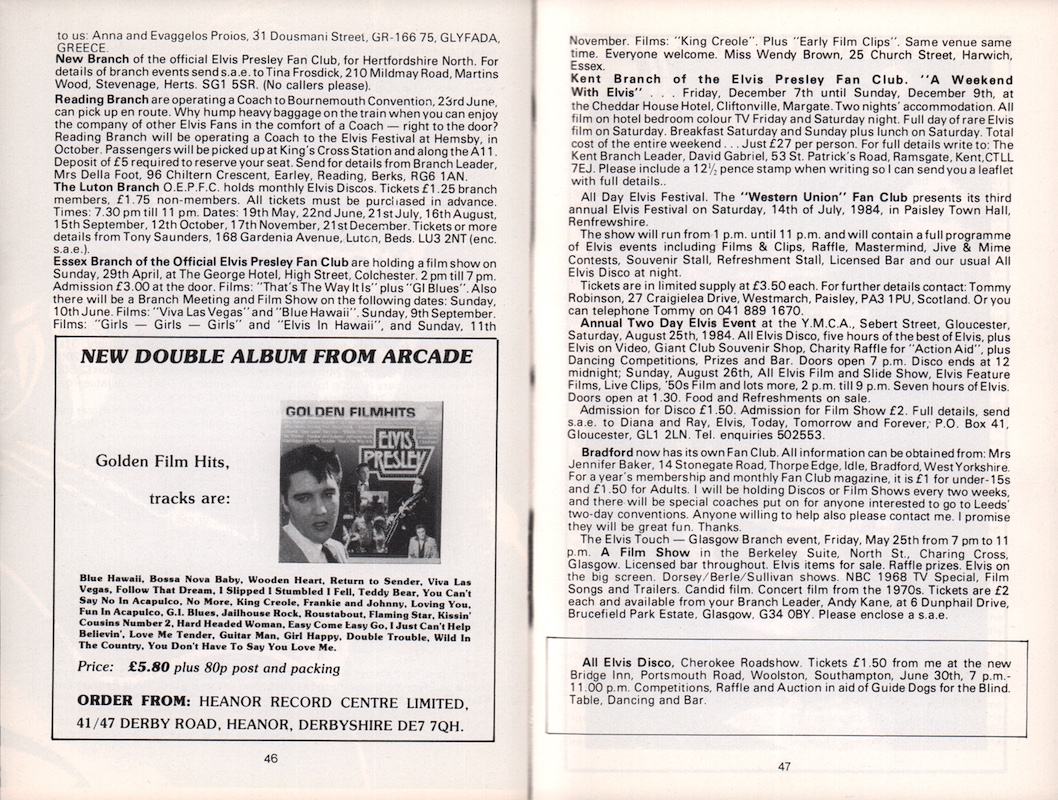 to us: Anna and Evaggelos Proios, 31 Dousmani Street, GR-166 75, GLYFADA,
GREECE.
New Branch of the official Elvis Presley Fan Club, for Hertfordshire North. For
details of branch events send s.a.e. to Tina Frosdick, 210 Mildmay Road, Martins
Wood, Stevenage, Herts. SG1 5SR. (No callers please).
Reading Branch are operating a Coach to Bournemouth Convention, 23rd June,
can pick up en route. Why hump heavy baggage on the train when you can enjoy
the company of other Elvis Fans in the comfort of a Coach — right to the door?
Reading Branch will be operating a Coach to the Elvis Festival at Hemsby, in
October. Passengers will be picked up at King's Cross Station and along the A11.
Deposit of £5 required to reserve your seat. Send for details from Branch Leader,
Mrs Della Foot, 96 Chiltern Crescent, Earley, Reading, Berks, RG6 1AN.
The Luton Branch O.E.P.F.C. holds monthly Elvis Discos. Tickets £1.25 branch
members, £1.75 non-members. All tickets must be purchased in advance.
Times: 7.30 pm till 11 pm. Dates: 19th May, 22nd June, 21st July, 16th August,
15th September, 12th October, 17th November, 21st December. Tickets or more
details from Tony Saunders, 168 Gardenia Avenue, Luton, Beds. LU3 2NT (enc.
s.a.e.).
Essex Branch of the Official Elvis Presley Fan Club are holding a film show on
Sunday, 29th April, at The George Hotel, High Street, Colchester. 2 pm till 7 pm.
Admission £3.00 at the door. Films: "That's The Way It Is" plus "GI Blues". Also
there will be a Branch Meeting and Film Show on the following dates: Sunday,
10th June. Films: "Viva Las Vegas" and "Blue Hawaii". Sunday, 9th September.
Films: "Girls — Girls — Girls" and "Elvis In Hawaii", and Sunday, 11th
NEW DOUBLE ALBUM FROM ARCADE
GOLDEN FILMHITS
ELVIS
PRESLEY
Golden Film Hits,
tracks are:
Blue Hawaii, Bossa Nova Baby, Wooden Heart, Return to Sender, Viva Las
Vegas, Follow That Dream, I Slipped I Stumbled I Fell, Teddy Bear, You Can't
Say No In Acapulco, No More, King Creole, Frankie and Johnny, Loving You,
Fun In Acapulco, G.I. Blues, Jailhouse Rock, Roustabout, Flaming Star, Kissin'
Cousins Number 2, Hard Headed Woman, Easy Come Easy Go, I Just Can't Help
Believin', Love Me Tender, Guitar Man, Girl Happy, Double Trouble, Wild In
The Country, You Don't Have To Say You Love Me.
Price: £5.80 plus 80p post and packing
ORDER FROM: HEANOR RECORD CENTRE LIMITED,
41/47 DERBY ROAD, HEANOR, DERBYSHIRE DE7 7QH.
46
November. Films: "King Creole". Plus "Early Film Clips". Same venue same
time. Everyone welcome. Miss Wendy Brown, 25 Church Street, Harwich,
Essex.
Kent Branch of the Elvis Presley Fan Club. "A Weekend
With Elvis" . . . Friday, December 7th until Sunday, December 9th, at
the Cheddar House Hotel, Cliftonville, Margate. Two nights' accommodation. All
film on hotel bedroom colour TV Friday and Saturday night. Full day of rare Elvis
film on Saturday. Breakfast Saturday and Sunday plus lunch on Saturday. Total
cost of the entire weekend . . . Just £27 per person. For full details write to: The
Kent Branch Leader, David Gabriel, 53 St. Patrick's Road, Ramsgate, Kent,CTLL
7EJ. Please include a 12½ pence stamp when writing so I can send you a leaflet
with full details..
All Day Elvis Festival. The "Western Union" Fan Club presents its third
annual Elvis Festival on Saturday, 14th of July, 1984, in Paisley Town Hall,
Renfrewshire.
The show will run from 1 p.m. until 11 p.m. and will contain a full programme
of Elvis events including Films & Clips, Raffle, Mastermind, Jive & Mime
Contests, Souvenir Stall, Refreshment Stall, Licensed Bar and our usual All
Elvis Disco at night.
Tickets are in limited supply at £3.50 each. For further details contact: Tommy
Robinson, 27 Craigielea Drive, Westmarch, Paisley, PA3 1PU, Scotland. Or you
can telephone Tommy on 041 889 1670.
Annual Two Day Elvis Event at the Y.M.C.A., Sebert Street, Gloucester,
Saturday, August 25th, 1984. All Elvis Disco, five hours of the best of Elvis, plus
Elvis on Video, Giant Club Souvenir Shop, Charity Raffle for "Action Aid", plus
Dancing Competitions, Prizes and Bar. Doors open 7 p.m. Disco ends at 12
midnight; Sunday, August 26th, All Elvis Film and Slide Show, Elvis Feature
Films, Live Clips, '50s Film and lots more, 2 p.m. till 9 p.m. Seven hours of Elvis.
Doors open at 1.30. Food and Refreshments on sale.
Admission for Disco £1.50. Admission for Film Show £2. Full details, send
s.a.e. to Diana and Ray, Elvis, Today, Tomorrow and Forever, P.O. Box 41,
Gloucester, GL1 2LN. Tel. enquiries 502553.
Bradford now has its own Fan Club. All information can be obtained from: Mrs
Jennifer Baker, 14 Stonegate Road, Thorpe Edge, Idle, Bradford, West Yorkshire.
For a year's membership and monthly Fan Club magazine, it is £1 for under-15s
and £1.50 for Adults. I will be holding Discos or Film Shows every two weeks,
and there will be special coaches put on for anyone interested to go to Leeds'
two-day conventions. Anyone willing to help also please contact me. I promise
they will be great fun. Thanks.
The Elvis Touch — Glasgow Branch event, Friday, May 25th from 7 pm to 11
p.m. A Film Show in the Berkeley Suite, North St., Charing Cross,
Glasgow. Licensed bar throughout. Elvis items for sale. Raffle prizes. Elvis on
the big screen. Dorsey/Berle/Sullivan shows. NBC 1968 TV Special, Film
Songs and Trailers. Candid film. Concert film from the 1970s. Tickets are £2
each and available from your Branch Leader, Andy Kane, at 6 Dunphail Drive,
Brucefield Park Estate, Glasgow, G34 0BY. Please enclose a s.a.e.
All Elvis Disco, Cherokee Roadshow. Tickets £1.50 from me at the new
Bridge Inn, Portsmouth Road, Woolston, Southampton, June 30th, 7 p.m.-
11.00 p.m. Competitions, Raffle and Auction in aid of Guide Dogs for the Blind.
Table, Dancing and Bar.
47